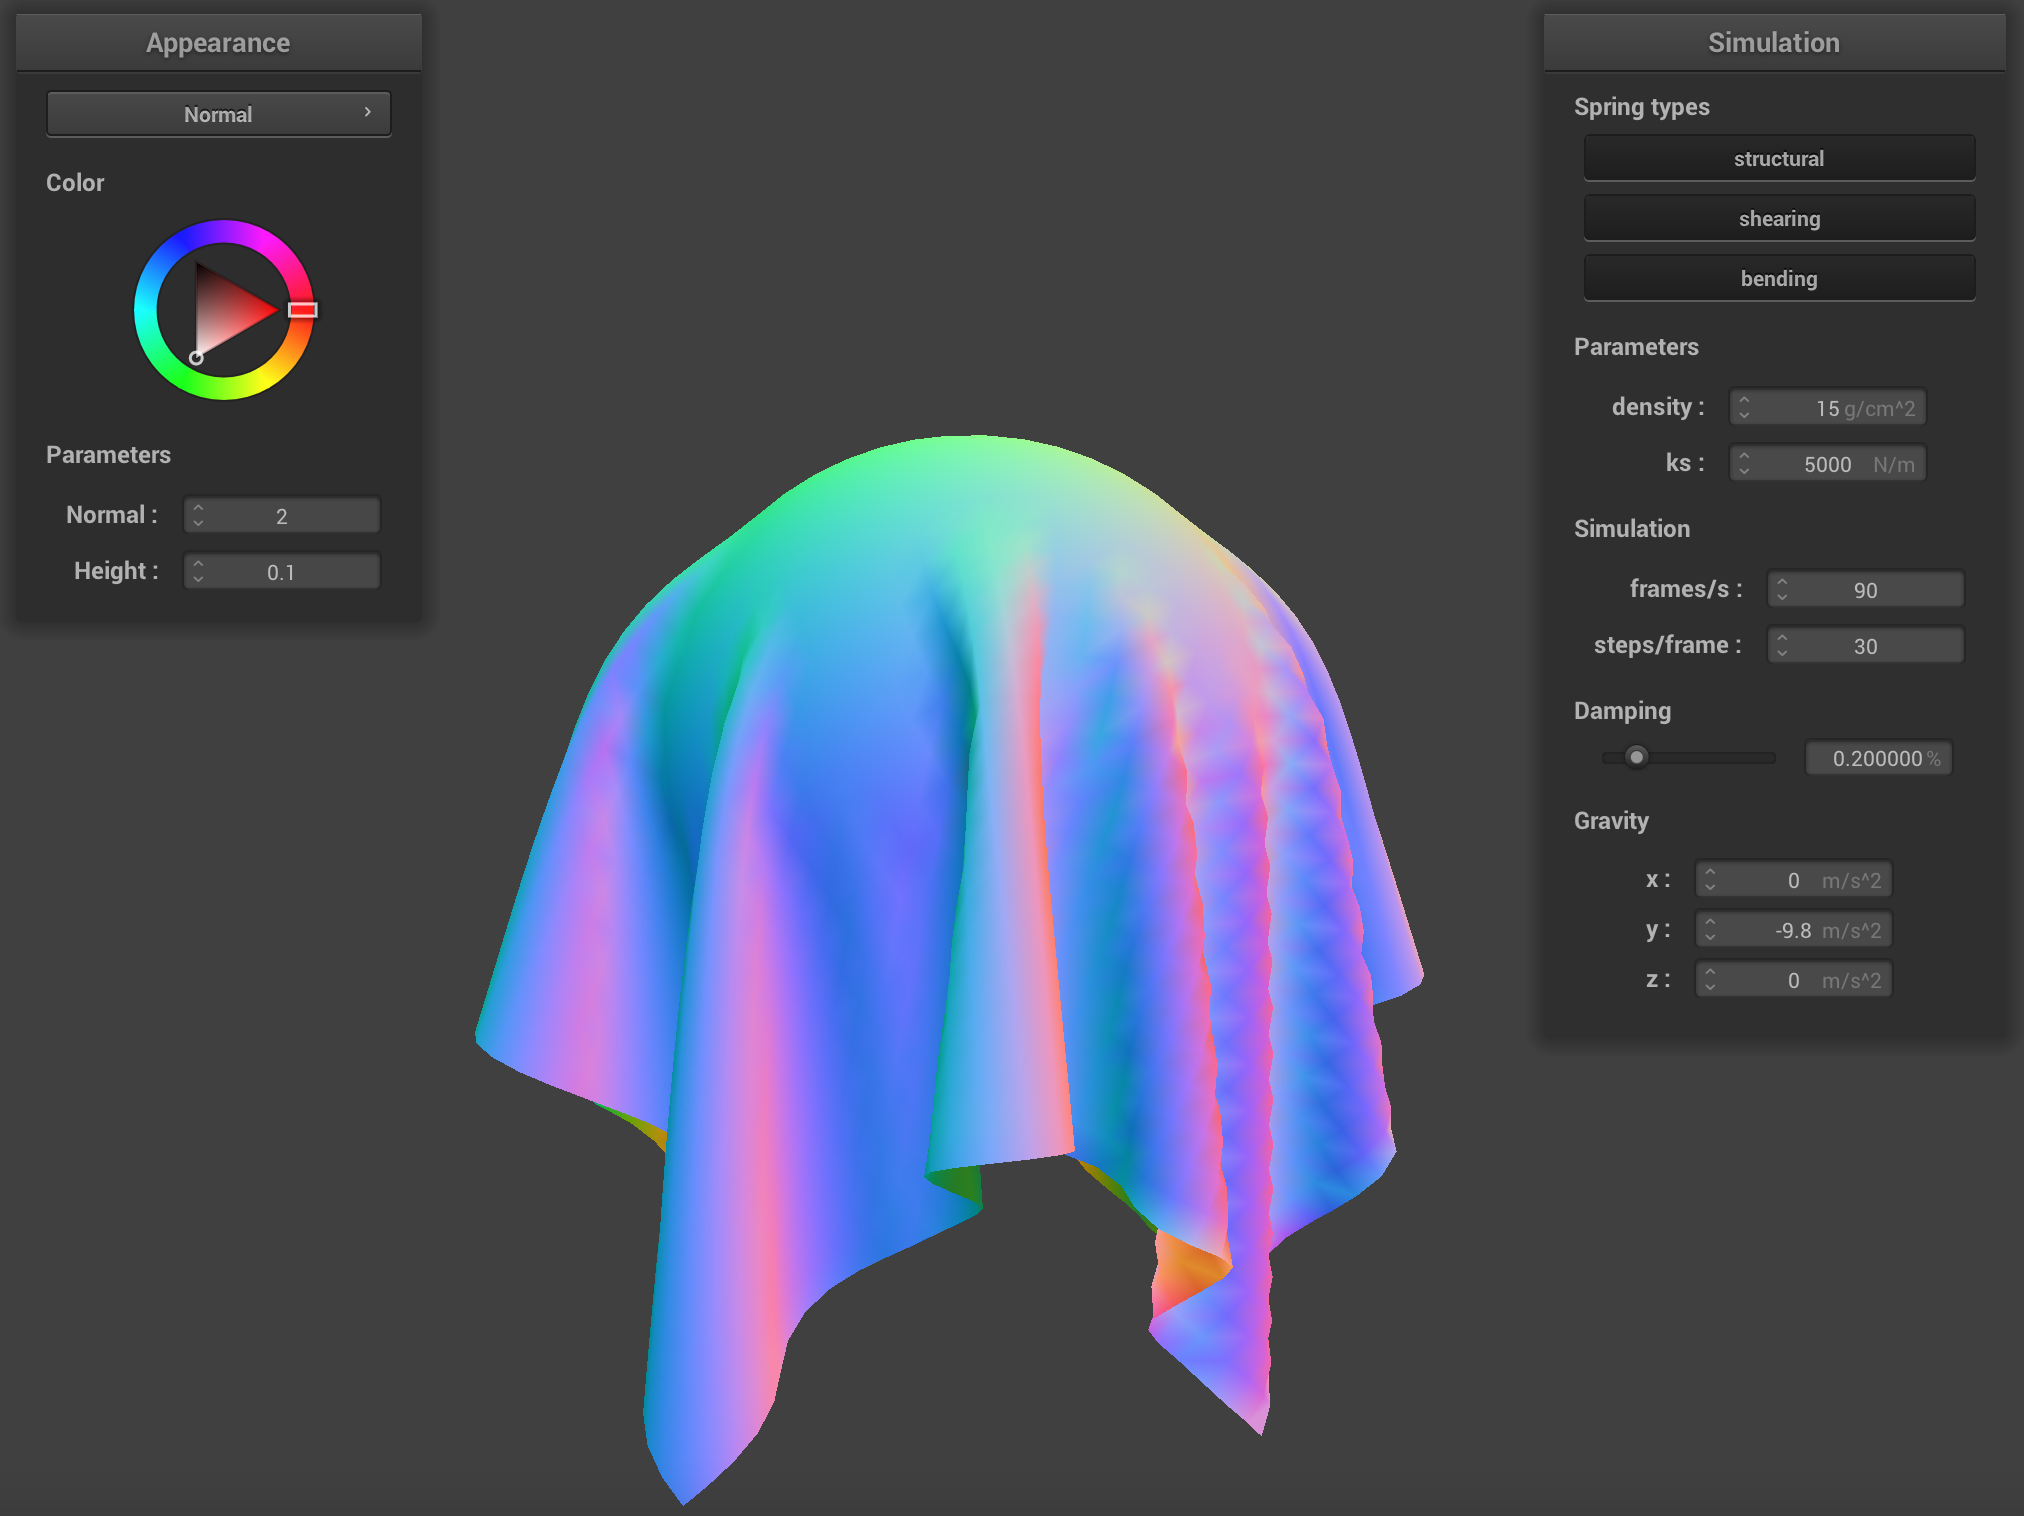 Appearance
Normal
Color
Parameters
Normal : 2
Height : 0.1
Simulation
Spring types
structural
shearing
bending
Parameters
density : 15 g/cm^2
ks : 5000 N/m
Simulation
frames/s : 90
steps/frame : 30
Damping
0.200000 %
Gravity
x : 0 m/s^2
y : -9.8 m/s^2
z : 0 m/s^2